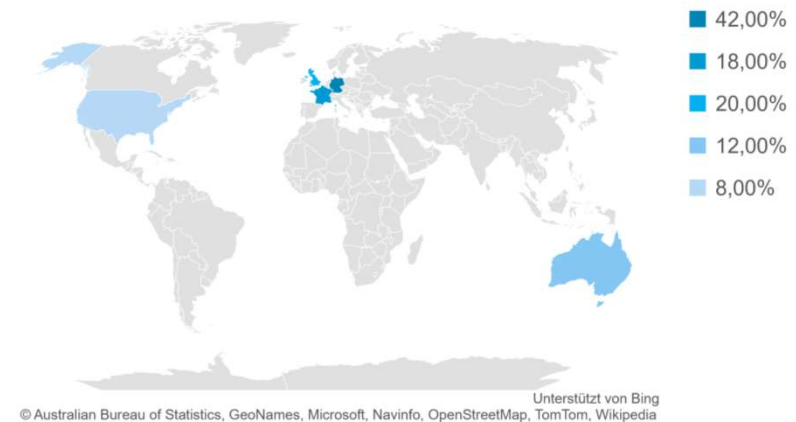 42,00%
18,00%
20,00%
12,00%
8,00%
Unterstützt von Bing
© Australian Bureau of Statistics, GeoNames, Microsoft, Navinfo, OpenStreetMap, TomTom, Wikipedia